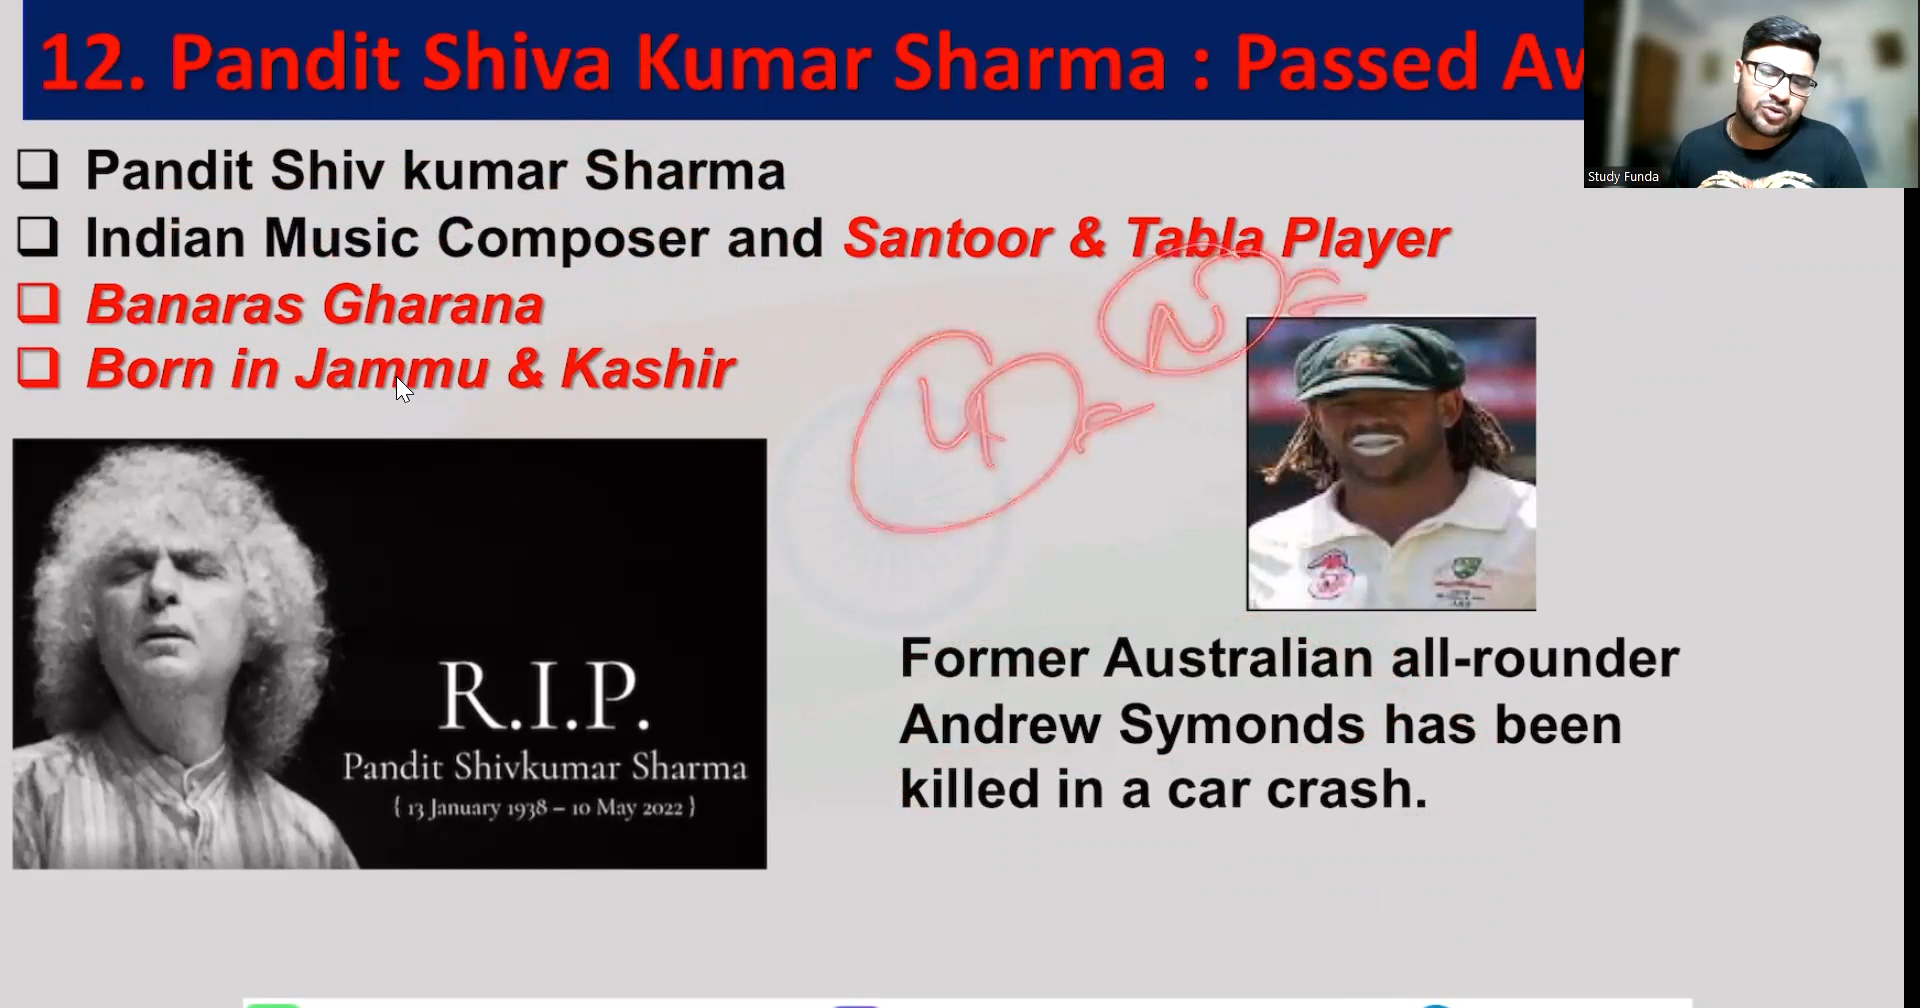 12. Pandit Shiva Kumar Sharma : Passed
Study Funda
Pandit Shiv kumar Sharma
Indian Music Composer and Santoor & Tabla Player
Banaras Gharana
Born in Jammu & Kashir
R.I.P.
Pandit Shivkumar Sharma
{ 13 January 1938 – 10 May 2022 }
Former Australian all-rounder
Andrew Symonds has been
killed in a car crash.